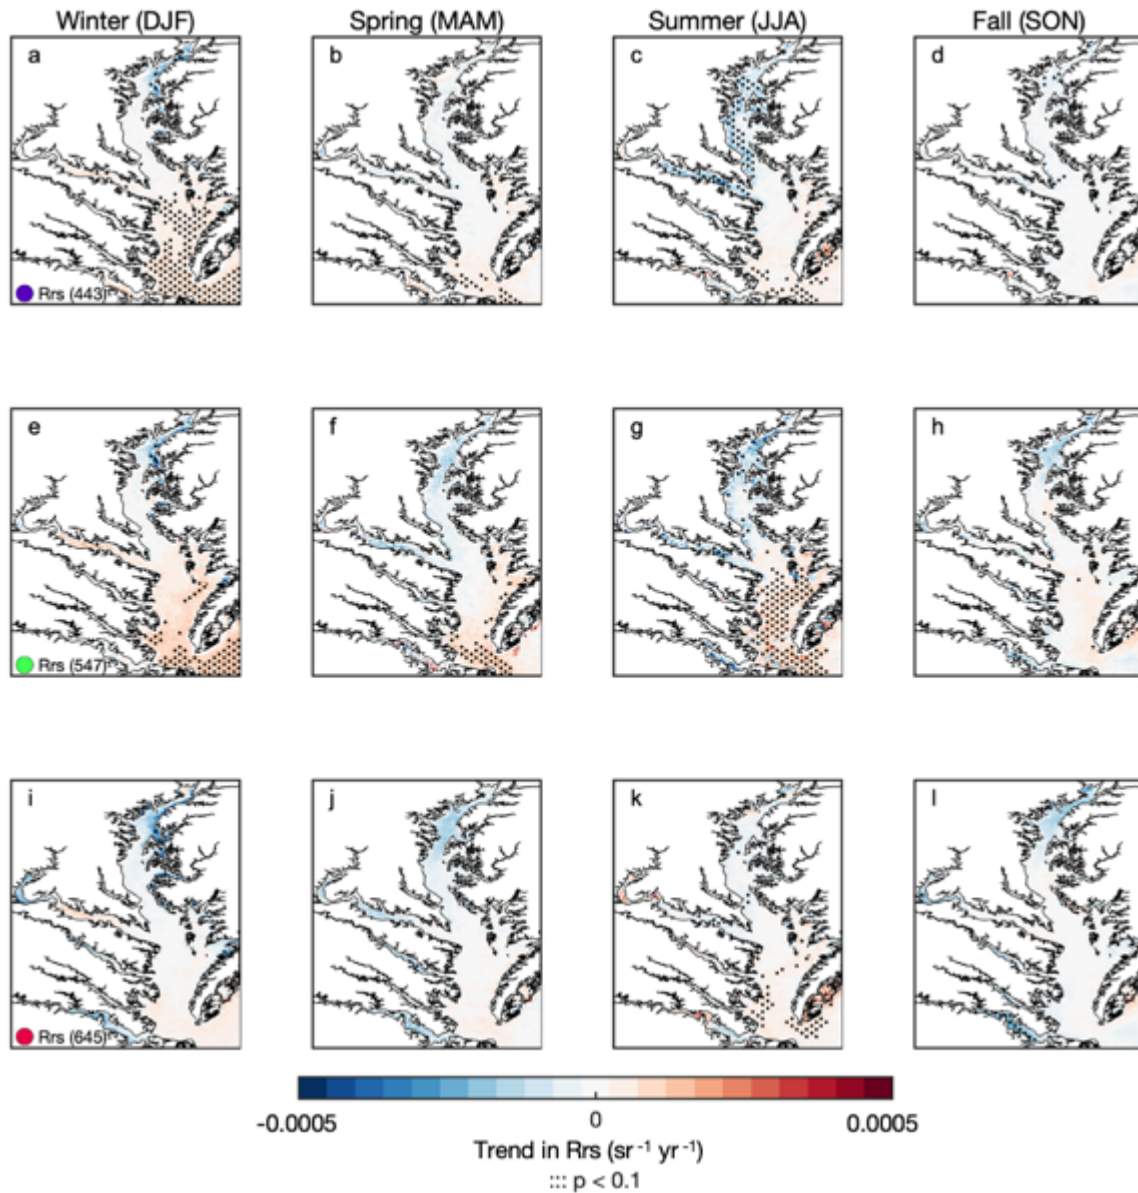 Winter (DJF) Spring (MAM) Summer (JJA) Fall (SON)
a b c d
Rrs (443)
e f g h
Rrs (547)
i j k l
Rrs (645)
-0.0005 0 0.0005
Trend in Rrs (sr⁻¹ yr⁻¹)
::: p < 0.1